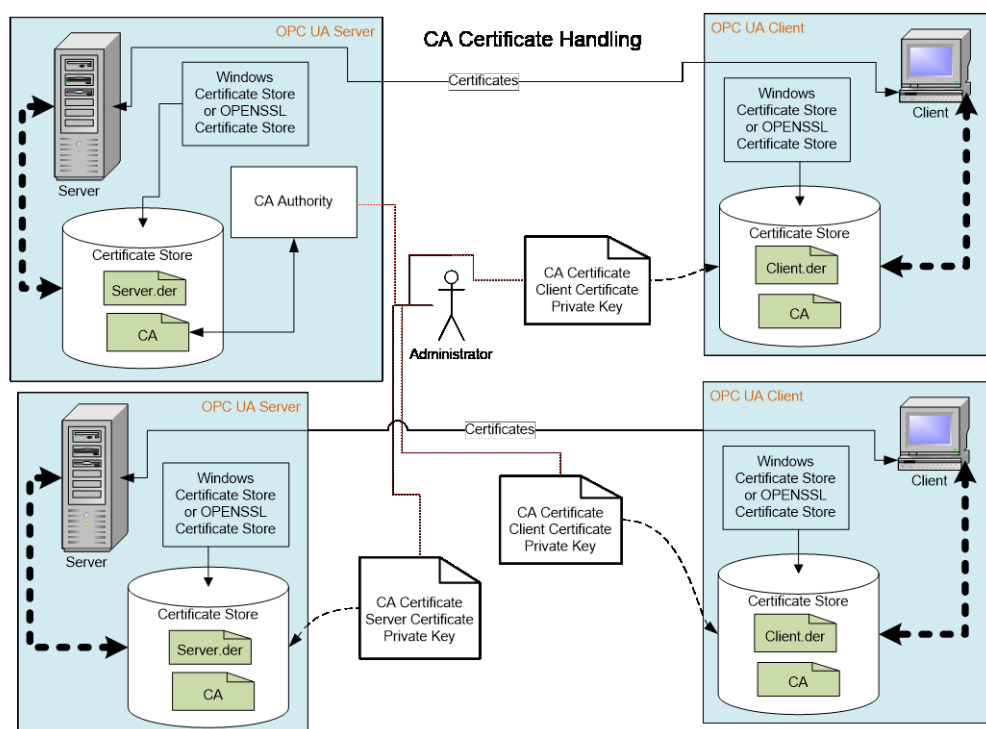 CA Certificate Handling
OPC UA Server
Windows
Certificate Store
or OPENSSL
Certificate Store
Server
CA Authority
Certificate Store
Server.der
CA
Certificates
OPC UA Client
Windows
Certificate Store
or OPENSSL
Certificate Store
Client
Certificate Store
Client.der
CA
CA Certificate
Client Certificate
Private Key
Administrator
OPC UA Server
Windows
Certificate Store
or OPENSSL
Certificate Store
Server
Certificate Store
Server.der
CA
Certificates
CA Certificate
Server Certificate
Private Key
CA Certificate
Client Certificate
Private Key
OPC UA Client
Windows
Certificate Store
or OPENSSL
Certificate Store
Client
Certificate Store
Client.der
CA